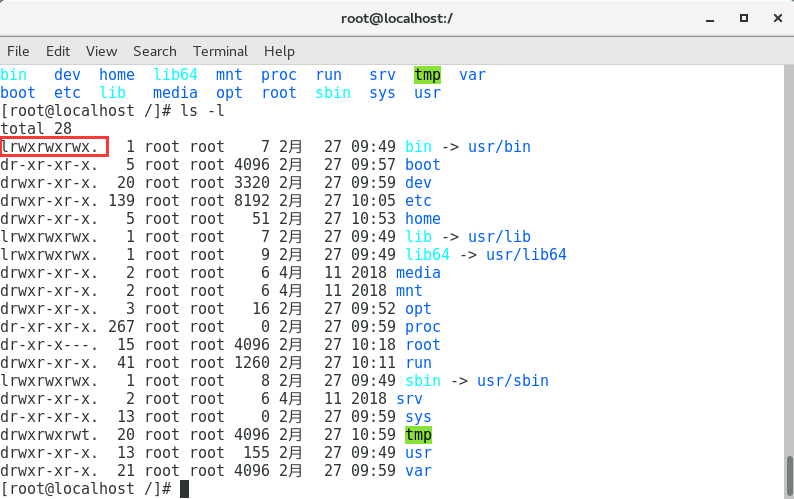 root@localhost:/
File Edit View Search Terminal Help
bin dev home lib64 mnt proc run srv tmp var
boot etc lib media opt root sbin sys usr
[root@localhost /]# ls -l
total 28
lrwxrwxrwx. 1 root root 7 2月 27 09:49 bin -> usr/bin
dr-xr-xr-x. 5 root root 4096 2月 27 09:57 boot
drwxr-xr-x. 20 root root 3320 2月 27 09:59 dev
drwxr-xr-x. 139 root root 8192 2月 27 10:05 etc
drwxr-xr-x. 5 root root 51 2月 27 10:53 home
lrwxrwxrwx. 1 root root 7 2月 27 09:49 lib -> usr/lib
lrwxrwxrwx. 1 root root 9 2月 27 09:49 lib64 -> usr/lib64
drwxr-xr-x. 2 root root 6 4月 11 2018 media
drwxr-xr-x. 2 root root 6 4月 11 2018 mnt
drwxr-xr-x. 3 root root 16 2月 27 09:52 opt
dr-xr-xr-x. 267 root root 0 2月 27 09:59 proc
dr-xr-x---. 15 root root 4096 2月 27 10:18 root
drwxr-xr-x. 41 root root 1260 2月 27 10:11 run
lrwxrwxrwx. 1 root root 8 2月 27 09:49 sbin -> usr/sbin
drwxr-xr-x. 2 root root 6 4月 11 2018 srv
dr-xr-xr-x. 13 root root 0 2月 27 09:59 sys
drwxrwxrwt. 20 root root 4096 2月 27 10:59 tmp
drwxr-xr-x. 13 root root 155 2月 27 09:49 usr
drwxr-xr-x. 21 root root 4096 2月 27 09:59 var
[root@localhost /]#